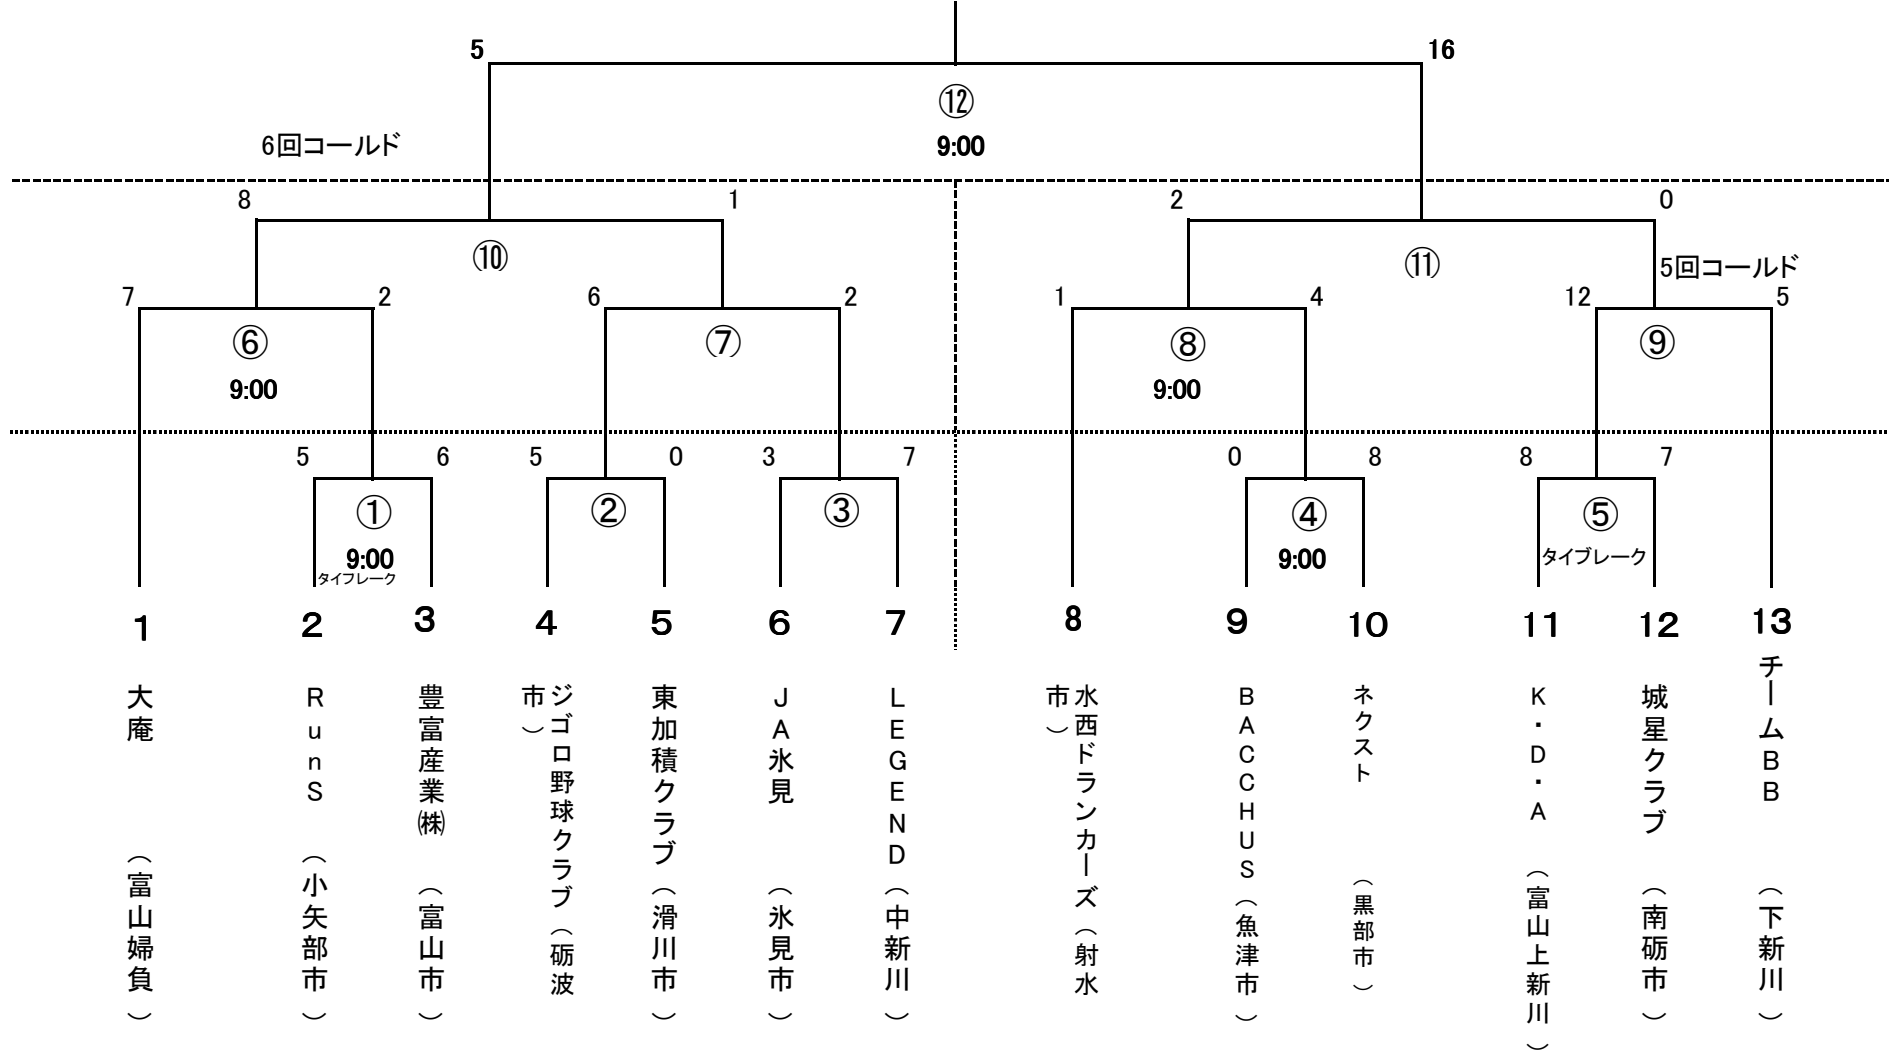 5 16
⑫
6回コールド 9:00
8 1 2 0
⑩ ⑪ 5回コールド
7 2 6 2 1 4 12 5
⑥ ⑦ ⑧ ⑨
9:00 9:00
5 6 5 0 3 7 0 8 8 7
① ② ③ ④ ⑤
9:00 9:00 タイブレーク
タイフレーク
1 2 3 4 5 6 7 8 9 10 11 12 13
大庵 （富山婦負）
RunS （小矢部市）
豊富産業㈱ （富山市）
ジゴロ野球クラブ（砺波
市）
東加積クラブ（滑川市）
JA氷見 （氷見市）
LEGEND（中新川）
水西ドランカーズ（射水
市）
BACCHUS（魚津市）
ネクスト （黒部市）
K・D・A （富山上新川）
城星クラブ （南砺市）
チームBB （下新川）